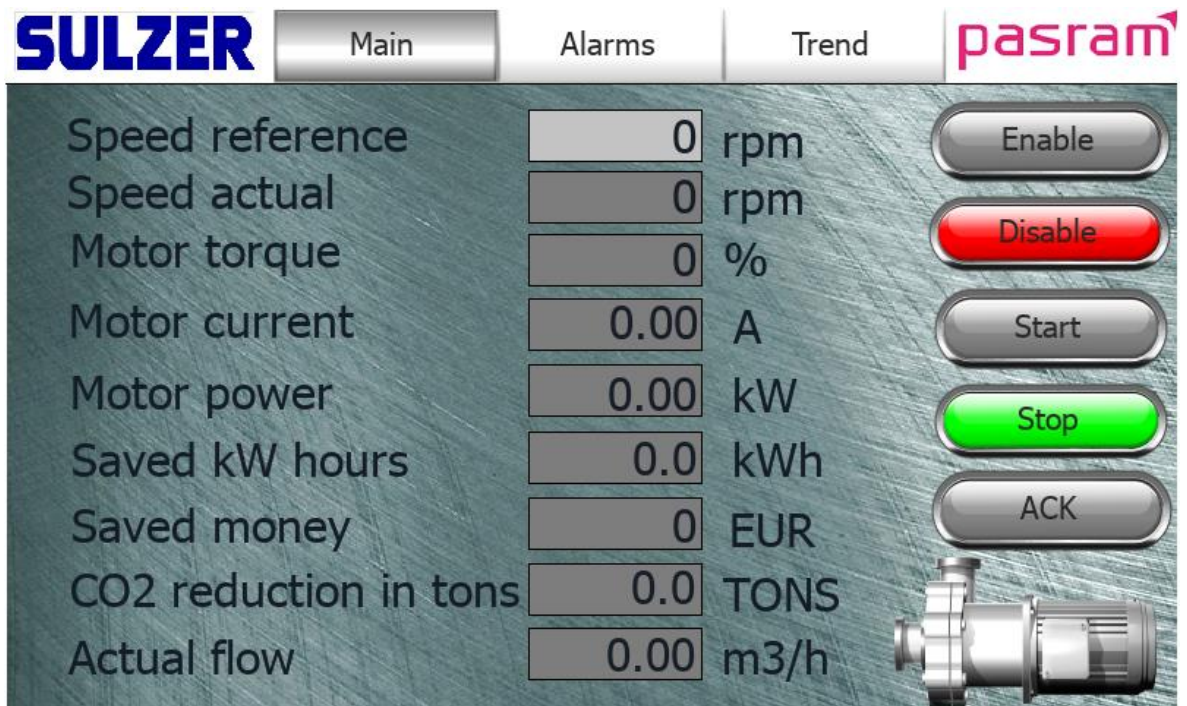 SULZER Main Alarms Trend pasram
Speed reference 0 rpm Enable
Speed actual 0 rpm
Disable
Motor torque 0 %
Motor current 0.00 A Start
Motor power 0.00 kW
Stop
Saved kW hours 0.0 kWh
Saved money 0 EUR ACK
CO2 reduction in tons 0.0 TONS
Actual flow 0.00 m3/h